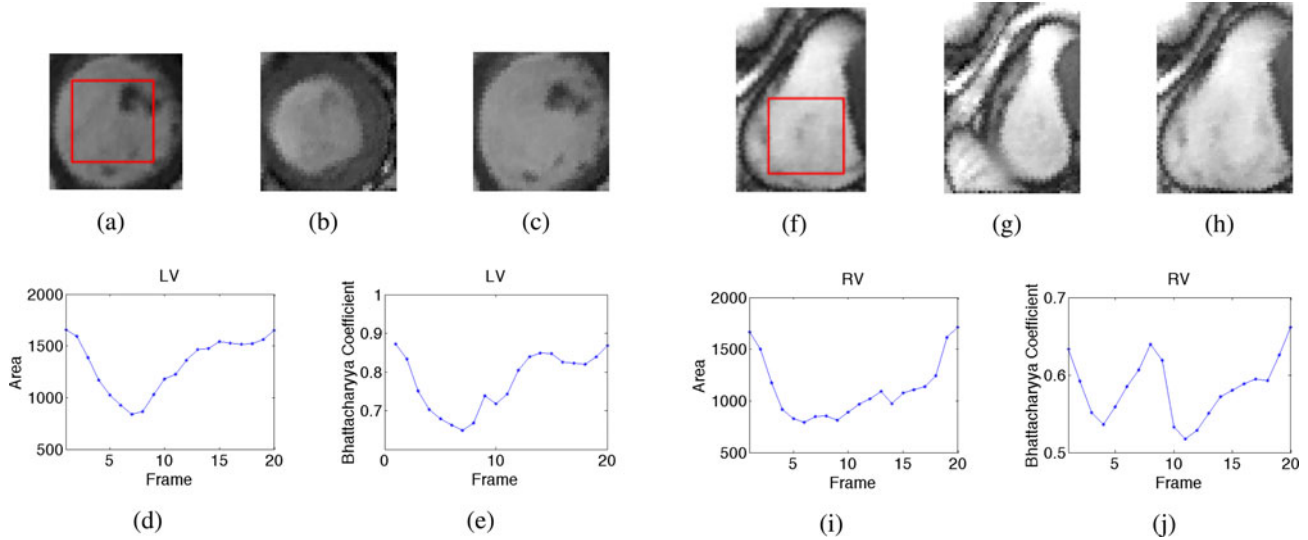 (a)
(b)
(c)
(f)
(g)
(h)
LV
2000
1500
1000
500
Area
5
10
15
20
Frame
(d)
LV
1
0.9
0.8
0.7
Bhattacharyya Coefficient
0
5
10
15
20
Frame
(e)
RV
2000
1500
1000
500
Area
5
10
15
20
Frame
(i)
RV
0.7
0.6
0.5
Bhattacharyya Coefficient
5
10
15
20
Frame
(j)